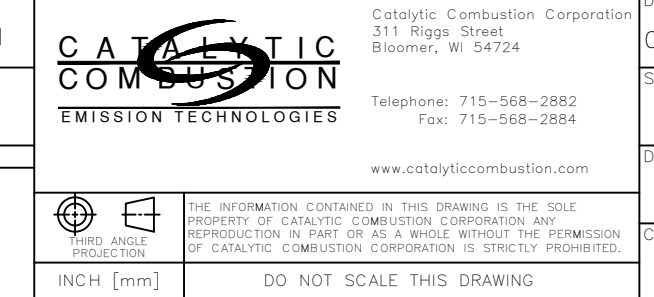 CATALYTIC
COMBUSTION
EMISSION TECHNOLOGIES
Catalytic Combustion Corporation
311 Riggs Street
Bloomer, WI 54724
Telephone: 715-568-2882
Fax: 715-568-2884
www.catalyticcombustion.com
THIRD ANGLE
PROJECTION
THE INFORMATION CONTAINED IN THIS DRAWING IS THE SOLE
PROPERTY OF CATALYTIC COMBUSTION CORPORATION ANY
REPRODUCTION IN PART OR AS A WHOLE WITHOUT THE PERMISSION
OF CATALYTIC COMBUSTION CORPORATION IS STRICTLY PROHIBITED.
INCH [mm]
DO NOT SCALE THIS DRAWING